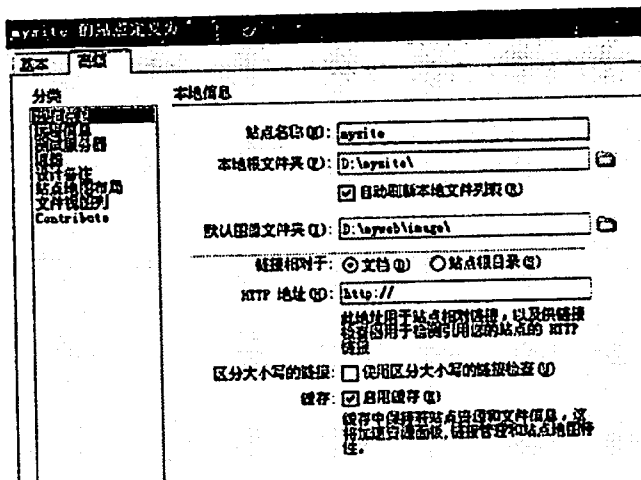 mysite 的站点定义为
基本 高级
分类
本地信息
远程信息
测试服务器
遮盖
设计备注
站点地图布局
文件视图列
Contribute
本地信息
站点名称(N): mysite
本地根文件夹(F): D:\mysite\
自动刷新本地文件列表(R)
默认图像文件夹(I): D:\myweb\image\
链接相对于: 文档(D) 站点根目录(S)
HTTP 地址(H): http://
此地址用于站点相对链接，以及供链接
检查器用于检测引用您的站点的 HTTP
链接
区分大小写的链接: 使用区分大小写的链接检查(U)
缓存: 启用缓存(E)
缓存中保持着站点资源和文件信息，这
将加速资源面板,链接管理和站点地图特
性。